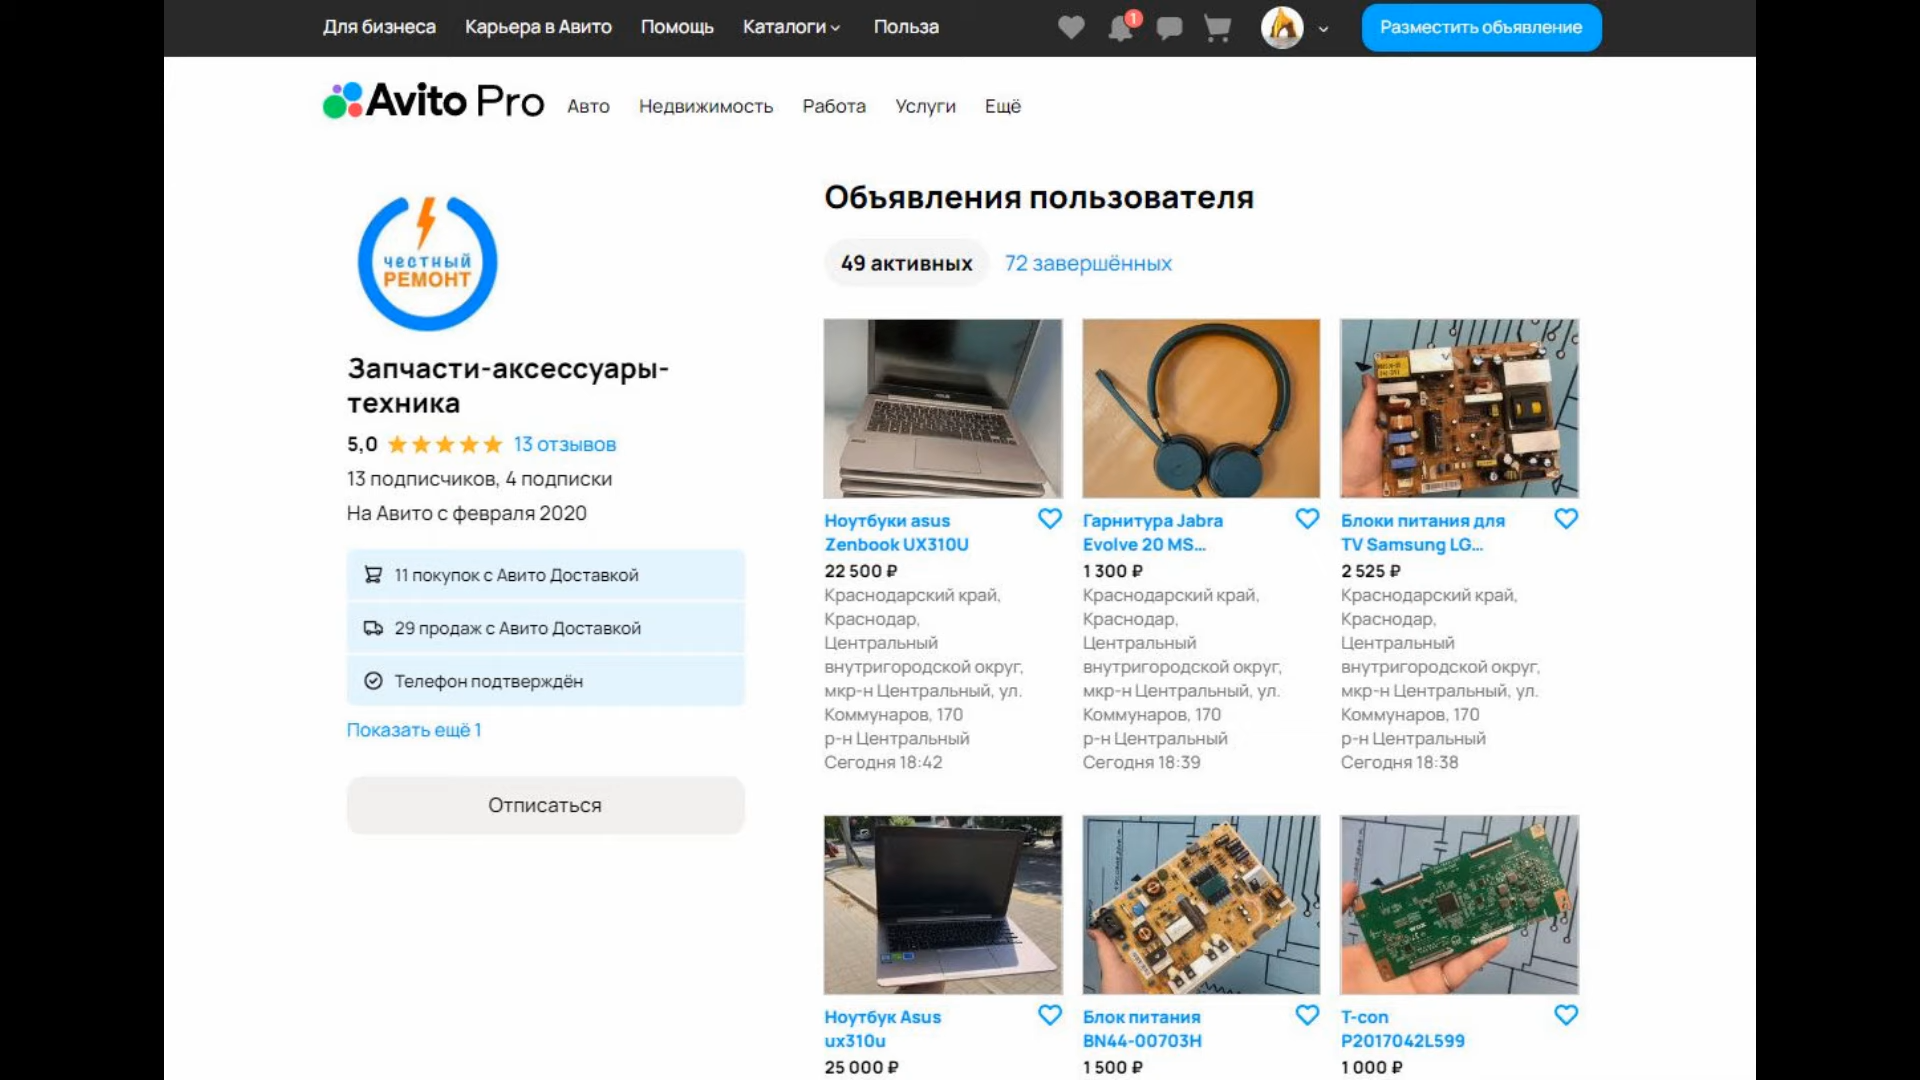 Для бизнеса Карьера в Авито Помощь Каталоги Польза 1 Разместить объявление
Avito Pro Авто Недвижимость Работа Услуги Ещё
честный
РЕМОНТ
Запчасти-аксессуары-
техника
5,0 13 отзывов
13 подписчиков, 4 подписки
На Авито с февраля 2020
11 покупок с Авито Доставкой
29 продаж с Авито Доставкой
Телефон подтверждён
Показать ещё 1
Отписаться
Объявления пользователя
49 активных 72 завершённых
Ноутбуки asus
Zenbook UX310U
22 500 ₽
Краснодарский край,
Краснодар,
Центральный
внутригородской округ,
мкр-н Центральный, ул.
Коммунаров, 170
р-н Центральный
Сегодня 18:42
Гарнитура Jabra
Evolve 20 MS...
1 300 ₽
Краснодарский край,
Краснодар,
Центральный
внутригородской округ,
мкр-н Центральный, ул.
Коммунаров, 170
р-н Центральный
Сегодня 18:39
Блоки питания для
TV Samsung LG...
2 525 ₽
Краснодарский край,
Краснодар,
Центральный
внутригородской округ,
мкр-н Центральный, ул.
Коммунаров, 170
р-н Центральный
Сегодня 18:38
Ноутбук Asus
ux310u
25 000 ₽
Блок питания
BN44-00703H
1 500 ₽
T-con
P2017042L599
1 000 ₽